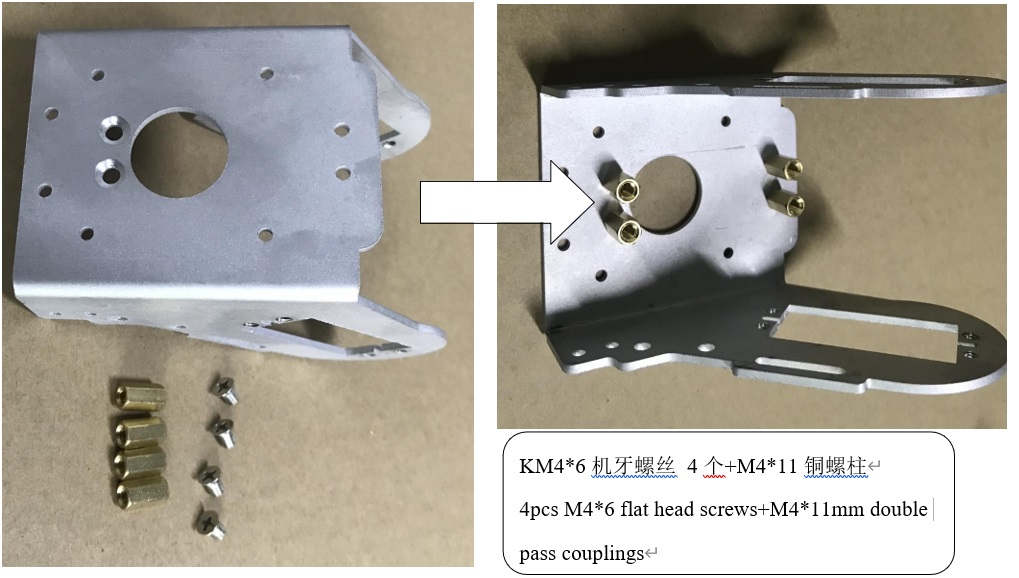 KM4*6 机牙螺丝 4 个+M4*11 铜螺柱↵
4pcs M4*6 flat head screws+M4*11mm double
pass couplings↵